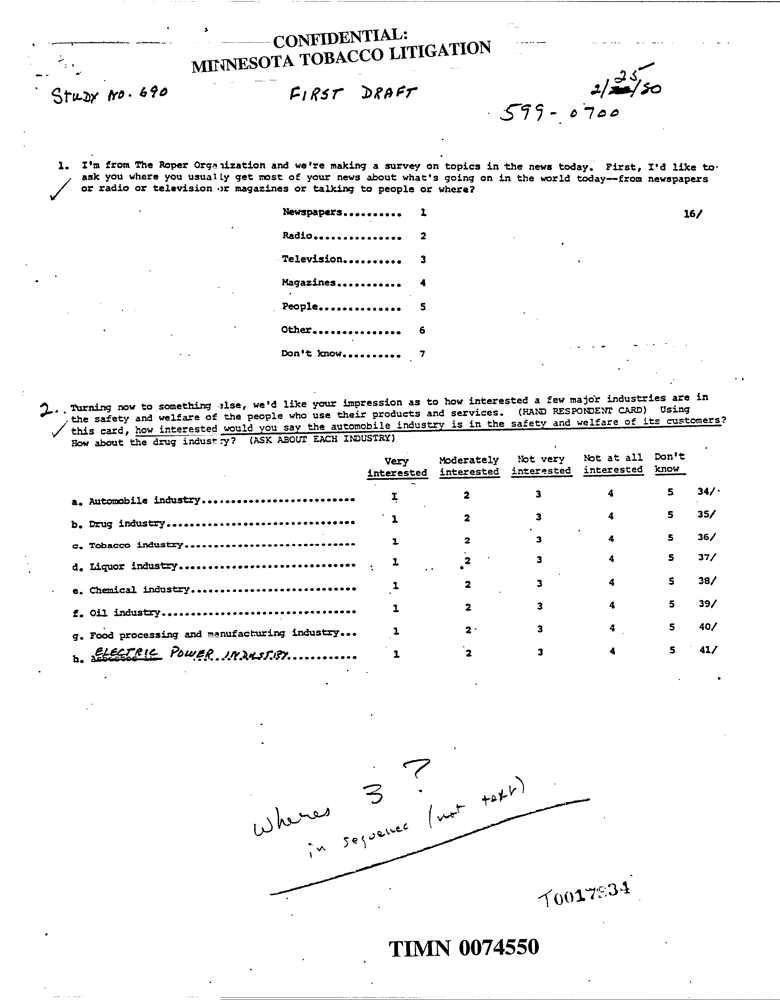 CONFIDENTIAL:
MINNESOTA TOBACCO LITIGATION
STUDY NO. 690 FIRST DRAFT 25
2/ /80
599-0700
1. I'm from The Roper Organization and we're making a survey on topics in the news today. First, I'd like to
ask you where you usually get most of your news about what's going on in the world today--from newspapers
or radio or television or magazines or talking to people or where?
Newspapers.......... 1 16/
Radio............... 2
Television.......... 3
Magazines........... 4
People.............. 5
Other............... 6
Don't know.......... 7
2. Turning now to something else, we'd like your impression as to how interested a few major industries are in
the safety and welfare of the people who use their products and services. (HAND RESPONDENT CARD) Using
this card, how interested would you say the automobile industry is in the safety and welfare of its customers?
How about the drug industry? (ASK ABOUT EACH INDUSTRY)
Very Moderately Not very Not at all Don't
interested interested interested interested know
a. Automobile industry.......................... 1 2 3 4 5 34/
b. Drug industry................................ 1 2 3 4 5 35/
c. Tobacco industry............................. 1 2 3 4 5 36/
d. Liquor industry.............................. 1 2 3 4 5 37/
e. Chemical industry............................ 1 2 3 4 5 38/
f. Oil industry................................. 1 2 3 4 5 39/
g. Food processing and manufacturing industry... 1 2 3 4 5 40/
h. ELECTRIC POWER INDUSTRY............ 1 2 3 4 5 41/
wheres 3 ?
in sequence (not text)
TIMN 0074550